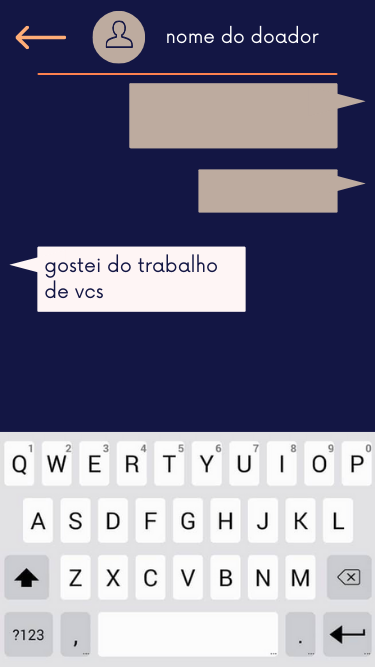 nome do doador
gostei do trabalho
de vcs
1 2 3 4 5 6 7 8 9 0
Q W E R T Y U I O P
A S D F G H J K L
Z X C V B N M
?123 , ... ... . ...